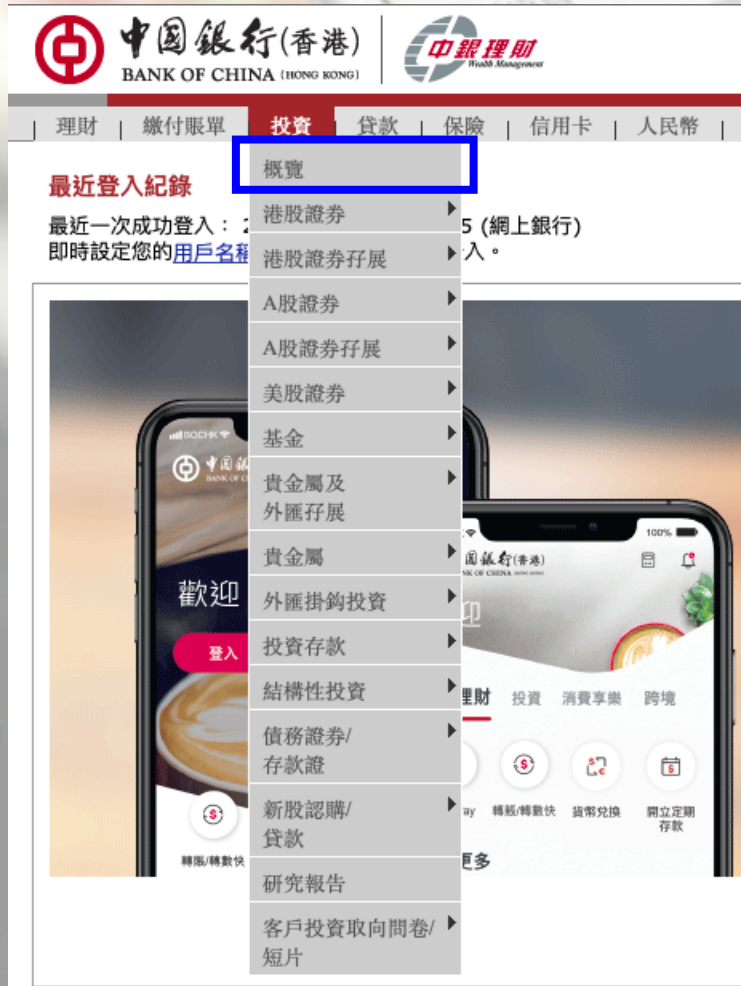 中国銀行(香港)
BANK OF CHINA (HONG KONG)
中銀理財
Wealth Management
理財 | 繳付賬單 | 投資 | 貸款 | 保險 | 信用卡 | 人民幣 |
最近登入紀錄
最近一次成功登入： 2 5 (網上銀行)
即時設定您的用戶名稱 入。
概覽
港股證券
港股證券孖展
A股證券
A股證券孖展
美股證券
基金
貴金屬及
外匯孖展
貴金屬
外匯掛鈎投資
投資存款
結構性投資
債務證券/
存款證
新股認購/
貸款
研究報告
客戶投資取向問卷/
短片
BOCHK
歡迎
登入
轉賬/轉數快
100%
国銀行(香港)
迎
理財 投資 消費享樂 跨境
ay 轉賬/轉數快 貨幣兌換 開立定期
存款
更多